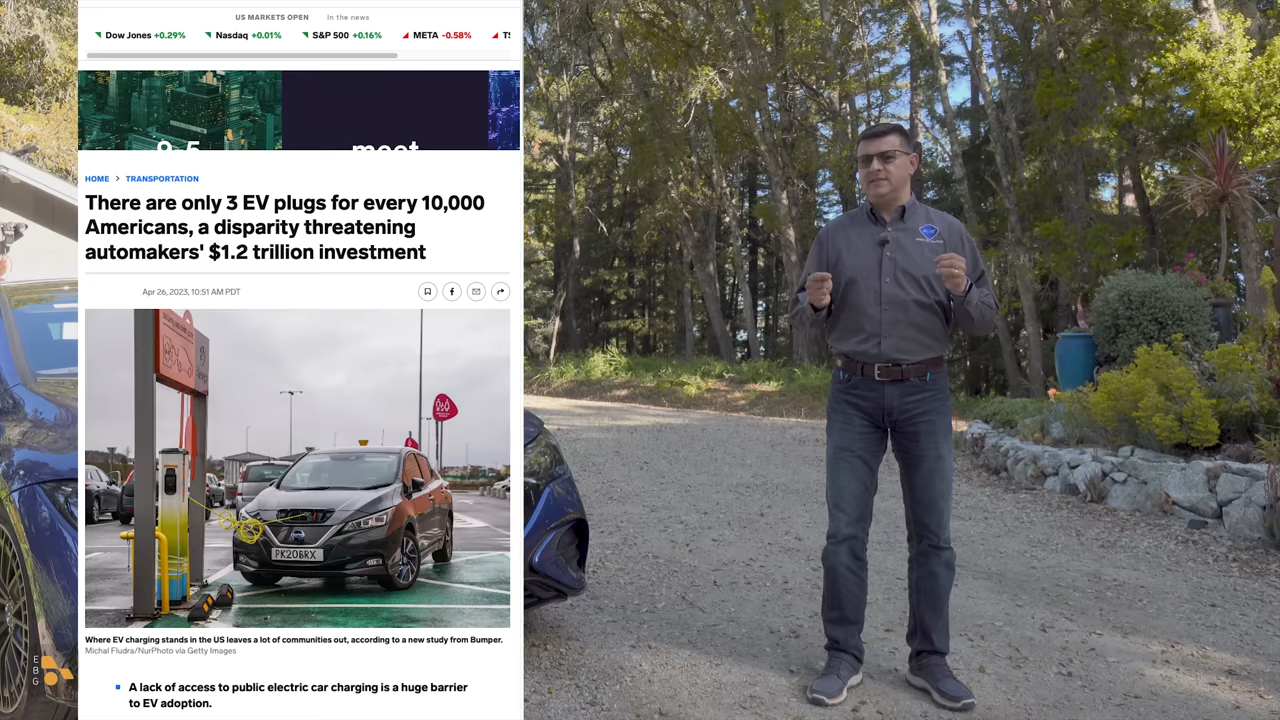 US MARKETS OPEN In the news
Dow Jones +0.29% Nasdaq +0.01% S&P 500 +0.16% META -0.58%
9-5 meet
HOME > TRANSPORTATION
There are only 3 EV plugs for every 10,000
Americans, a disparity threatening
automakers' $1.2 trillion investment
Apr 26, 2023, 10:51 AM PDT
PK20BRX
Where EV charging stands in the US leaves a lot of communities out, according to a new study from Bumper.
Michal Fludra/NurPhoto via Getty Images
A lack of access to public electric car charging is a huge barrier
to EV adoption.
E
B
G